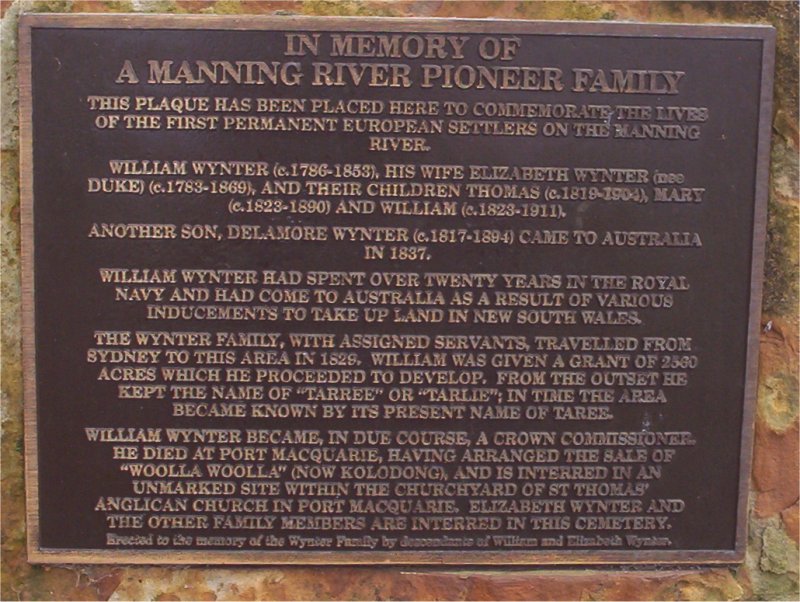 IN MEMORY OF
A MANNING RIVER PIONEER FAMILY
THIS PLAQUE HAS BEEN PLACED HERE TO COMMEMORATE THE LIVES
OF THE FIRST PERMANENT EUROPEAN SETTLERS ON THE MANNING
RIVER.
WILLIAM WYNTER (c.1786-1853), HIS WIFE ELIZABETH WYNTER (nee
DUKE) (c.1783-1869), AND THEIR CHILDREN THOMAS (c.1819-1904), MARY
(c.1823-1890) AND WILLIAM (c.1823-1911).
ANOTHER SON, DELAMORE WYNTER (c.1817-1894) CAME TO AUSTRALIA
IN 1837.
WILLIAM WYNTER HAD SPENT OVER TWENTY YEARS IN THE ROYAL
NAVY AND HAD COME TO AUSTRALIA AS A RESULT OF VARIOUS
INDUCEMENTS TO TAKE UP LAND IN NEW SOUTH WALES.
THE WYNTER FAMILY, WITH ASSIGNED SERVANTS, TRAVELLED FROM
SYDNEY TO THIS AREA IN 1829. WILLIAM WAS GIVEN A GRANT OF 2560
ACRES WHICH HE PROCEEDED TO DEVELOP. FROM THE OUTSET HE
KEPT THE NAME OF "TARREE" OR "TARLIE"; IN TIME THE AREA
BECAME KNOWN BY ITS PRESENT NAME OF TAREE.
WILLIAM WYNTER BECAME, IN DUE COURSE, A CROWN COMMISSIONER.
HE DIED AT PORT MACQUARIE, HAVING ARRANGED THE SALE OF
"WOOLLA WOOLLA" (NOW KOLODONG), AND IS INTERRED IN AN
UNMARKED SITE WITHIN THE CHURCHYARD OF ST THOMAS'
ANGLICAN CHURCH IN PORT MACQUARIE. ELIZABETH WYNTER AND
THE OTHER FAMILY MEMBERS ARE INTERRED IN THIS CEMETERY.
Erected to the memory of the Wynter Family by descendants of William and Elizabeth Wynter.